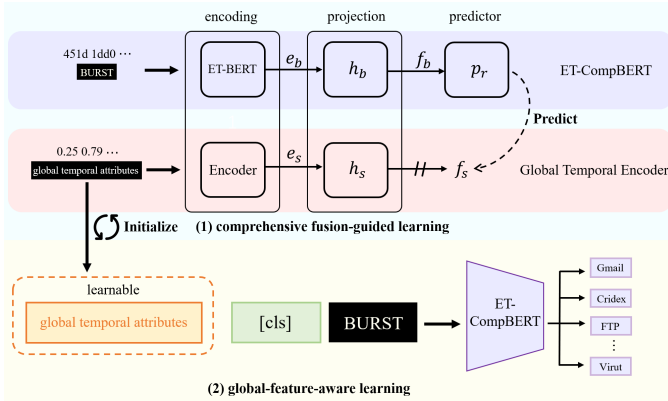 encoding
projection
predictor
451d 1dd0 ⋯
BURST
ET-BERT
e_b
h_b
f_b
p_r
ET-CompBERT
Predict
0.25 0.79 ⋯
global temporal attributes
Encoder
e_s
h_s
f_s
Global Temporal Encoder
Initialize
(1) comprehensive fusion-guided learning
learnable
global temporal attributes
[cls]
BURST
ET-
CompBERT
Gmail
Cridex
FTP
⋮
Virut
(2) global-feature-aware learning